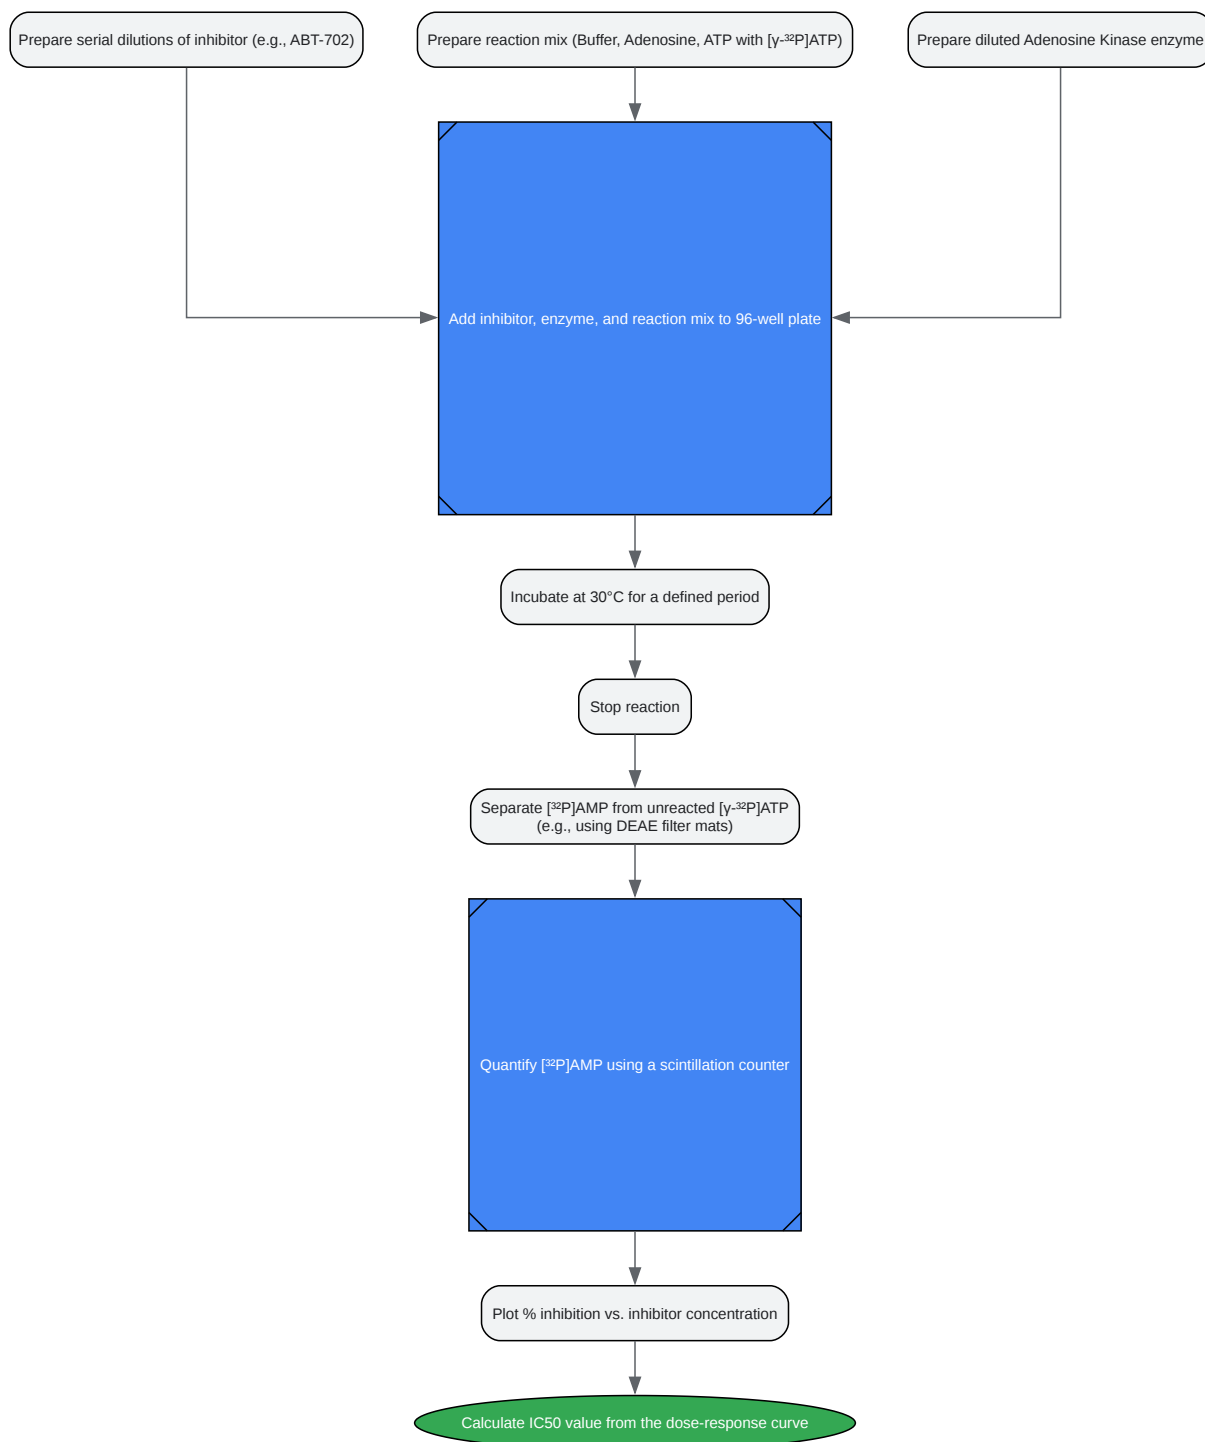 Prepare serial dilutions of inhibitor (e.g., ABT-702)
Prepare reaction mix (Buffer, Adenosine, ATP with [γ-³²P]ATP)
Prepare diluted Adenosine Kinase enzyme
Add inhibitor, enzyme, and reaction mix to 96-well plate
Incubate at 30°C for a defined period
Stop reaction
Separate [³²P]AMP from unreacted [γ-³²P]ATP
(e.g., using DEAE filter mats)
Quantify [³²P]AMP using a scintillation counter
Plot % inhibition vs. inhibitor concentration
Calculate IC50 value from the dose-response curve